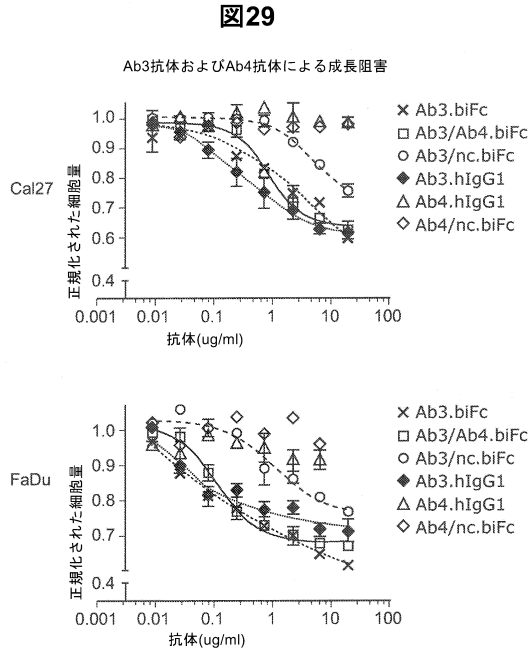 図29
Ab3抗体およびAb4抗体による成長阻害
Cal27
正規化された細胞量
1.0
0.9
0.8
0.7
0.6
0.4
0.001
0.01
0.1
1
10
100
抗体(ug/ml)
Ab3.biFc
Ab3/Ab4.biFc
Ab3/nc.biFc
Ab3.hIgG1
Ab4.hIgG1
Ab4/nc.biFc
FaDu
正規化された細胞量
1.0
0.9
0.8
0.7
0.4
0.001
0.01
0.1
1
10
100
抗体(ug/ml)
Ab3.biFc
Ab3/Ab4.biFc
Ab3/nc.biFc
Ab3.hIgG1
Ab4.hIgG1
Ab4/nc.biFc